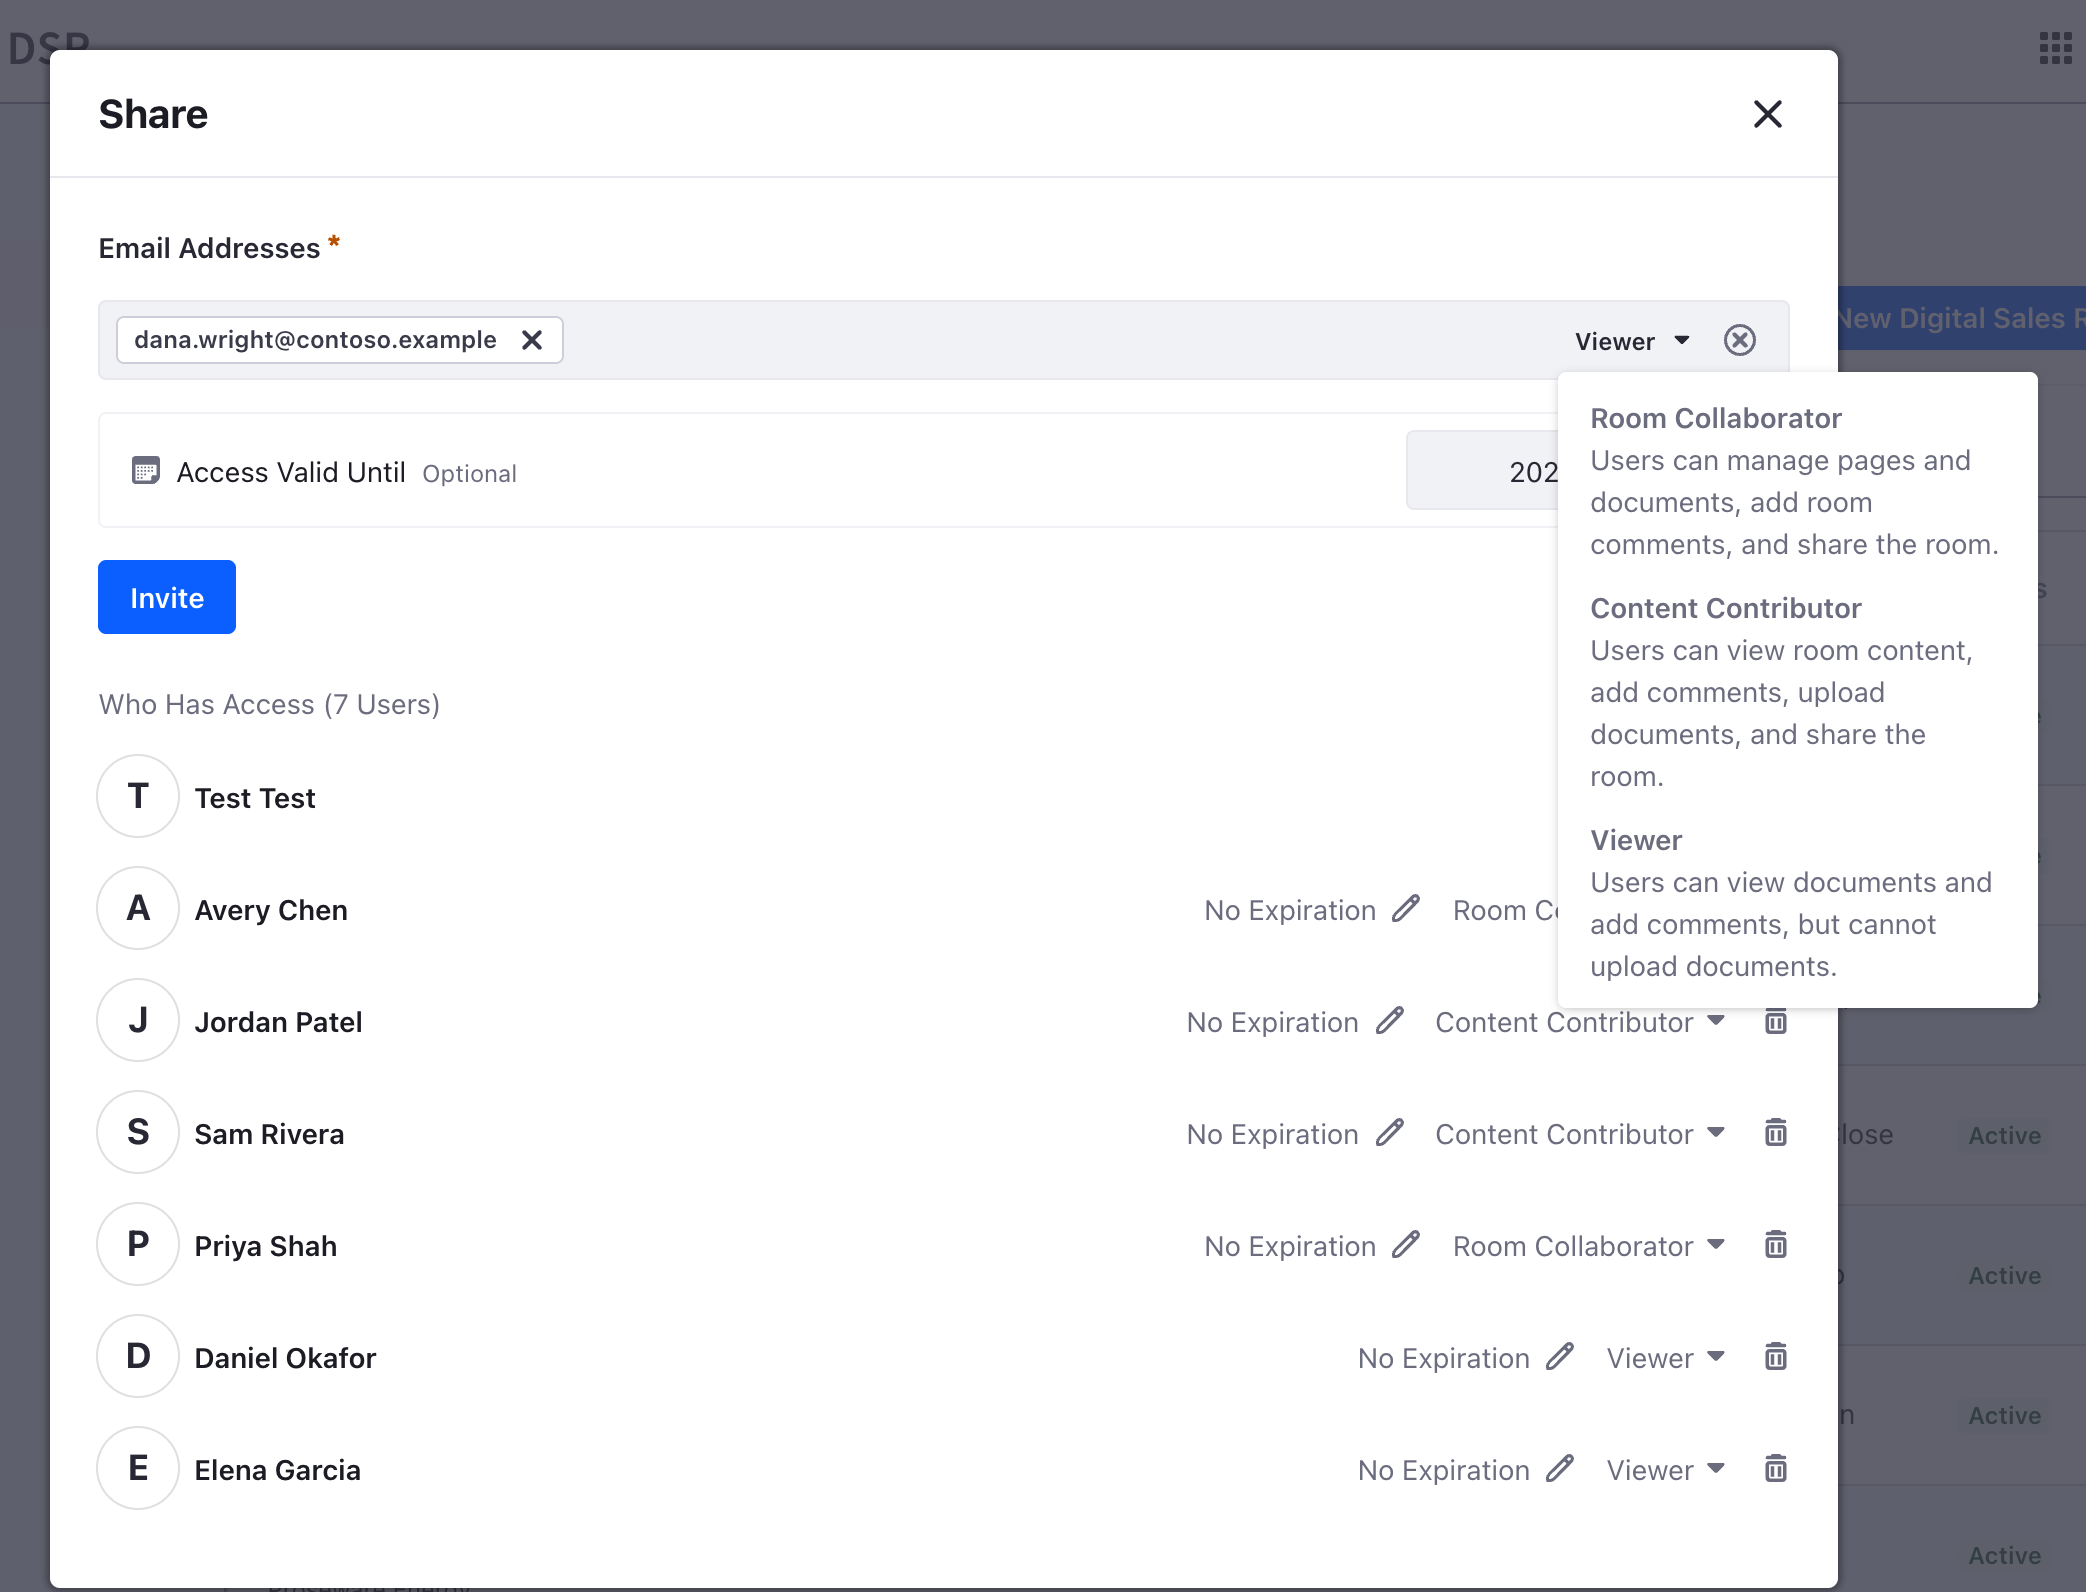 Share
Email Addresses *
dana.wright@contoso.example
Viewer
New Digital Sales
Access Valid Until Optional
Room Collaborator
Users can manage pages and
documents, add room
comments, and share the room.
Content Contributor
Users can view room content,
add comments, upload
documents, and share the
room.
Viewer
Users can view documents and
add comments, but cannot
upload documents.
Invite
Who Has Access (7 Users)
T Test Test
A Avery Chen No Expiration Room
J Jordan Patel No Expiration Content Contributor
S Sam Rivera No Expiration Content Contributor
Active
P Priya Shah No Expiration Room Collaborator
Active
D Daniel Okafor No Expiration Viewer
Active
E Elena Garcia No Expiration Viewer
Active